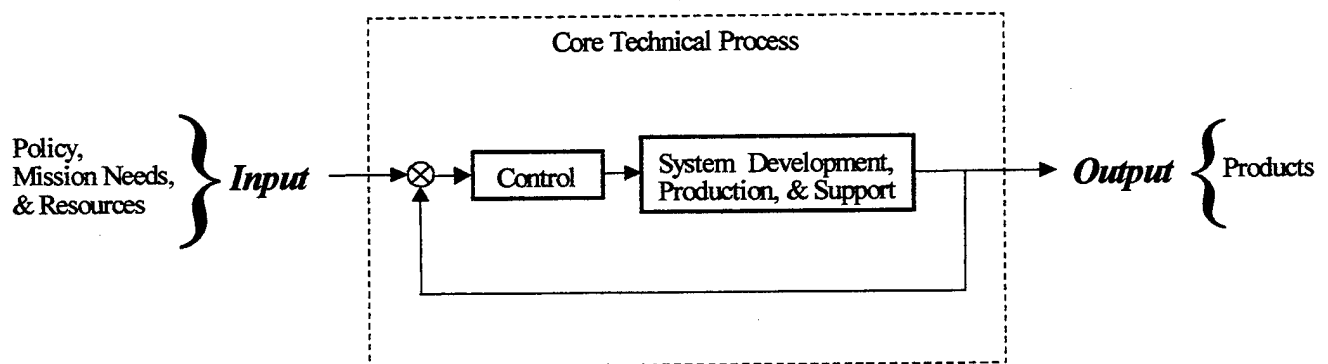 Core Technical Process
Policy,
Mission Needs,
& Resources
Input
Control
System Development,
Production, & Support
Output
Products